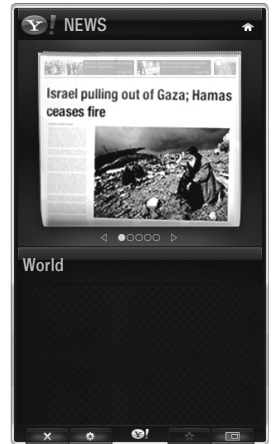 Y! NEWS
Israel pulling out of Gaza; Hamas
ceases fire
World
Y!